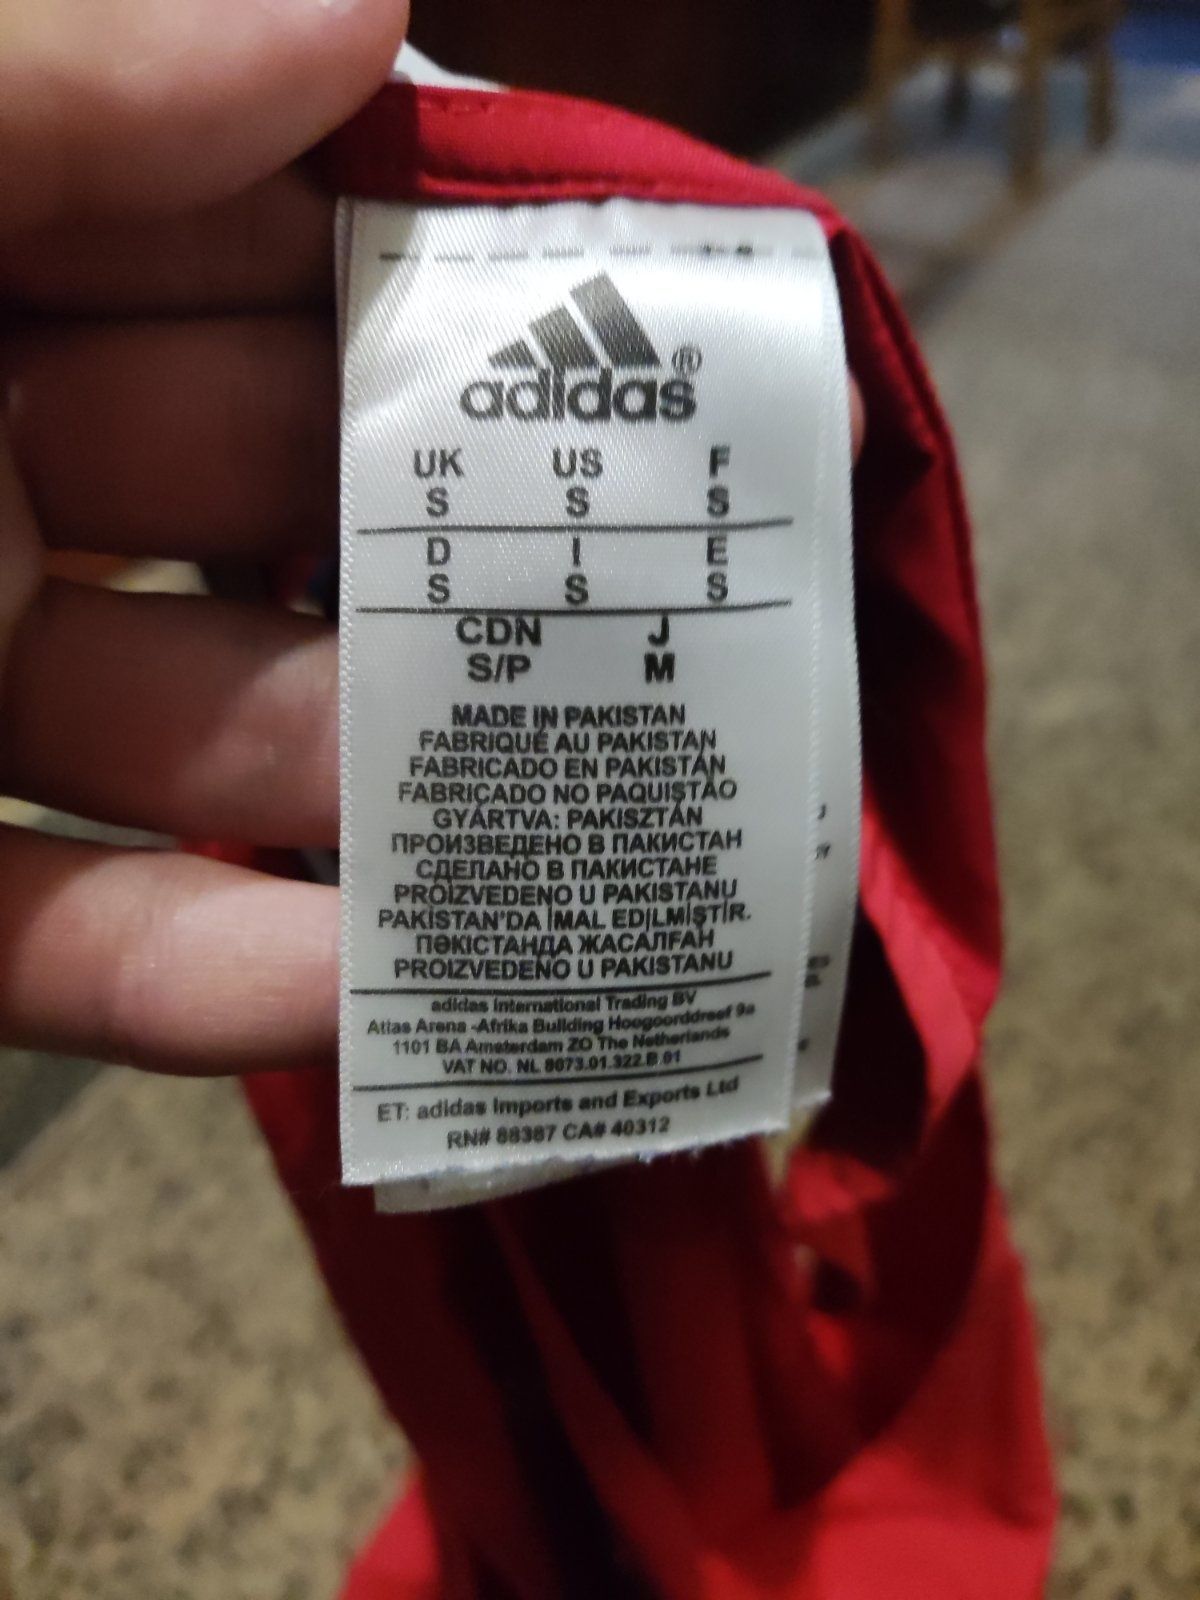 adidas®
UK US F
S S S
D I E
S S S
CDN J
S/P M
MADE IN PAKISTAN
FABRIQUÉ AU PAKISTAN
FABRICADO EN PAKISTÁN
FABRICADO NO PAQUISTÃO
GYÁRTVA: PAKISZTÁN
ПРОИЗВЕДЕНО В ПАКИСТАН
СДЕЛАНО В ПАКИСТАНЕ
PROIZVEDENO U PAKISTANU
PAKİSTAN'DA İMAL EDİLMİŞTİR.
ПӘКІСТАНДА ЖАСАЛҒАН
PROIZVEDENO U PAKISTANU
adidas International Trading BV
Atlas Arena -Afrika Building Hoogoorddreef 9a
1101 BA Amsterdam ZO The Netherlands
VAT NO. NL 8073.01.322.B.01
ET: adidas Imports and Exports Ltd
RN# 88387 CA# 40312